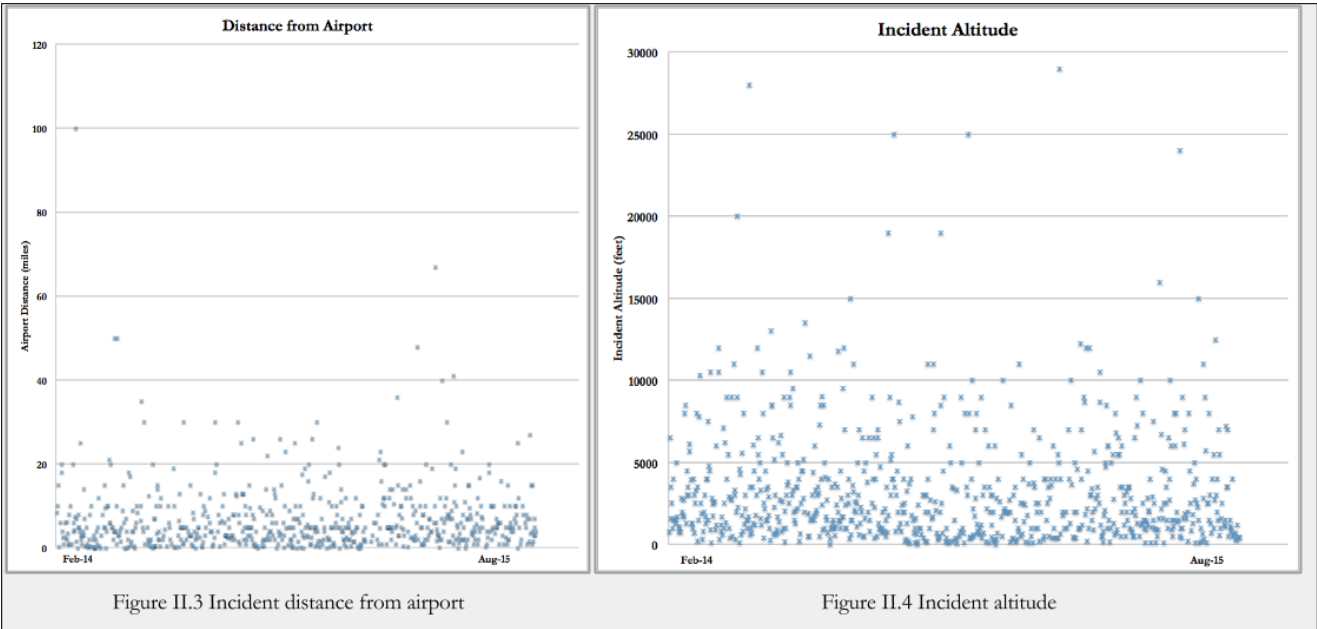 Distance from Airport
120
100
80
60
40
20
0
Airport Distance (miles)
Feb-14
Aug-15
Figure II.3 Incident distance from airport
Incident Altitude
30000
25000
20000
15000
10000
5000
0
Incident Altitude (feet)
Feb-14
Aug-15
Figure II.4 Incident altitude